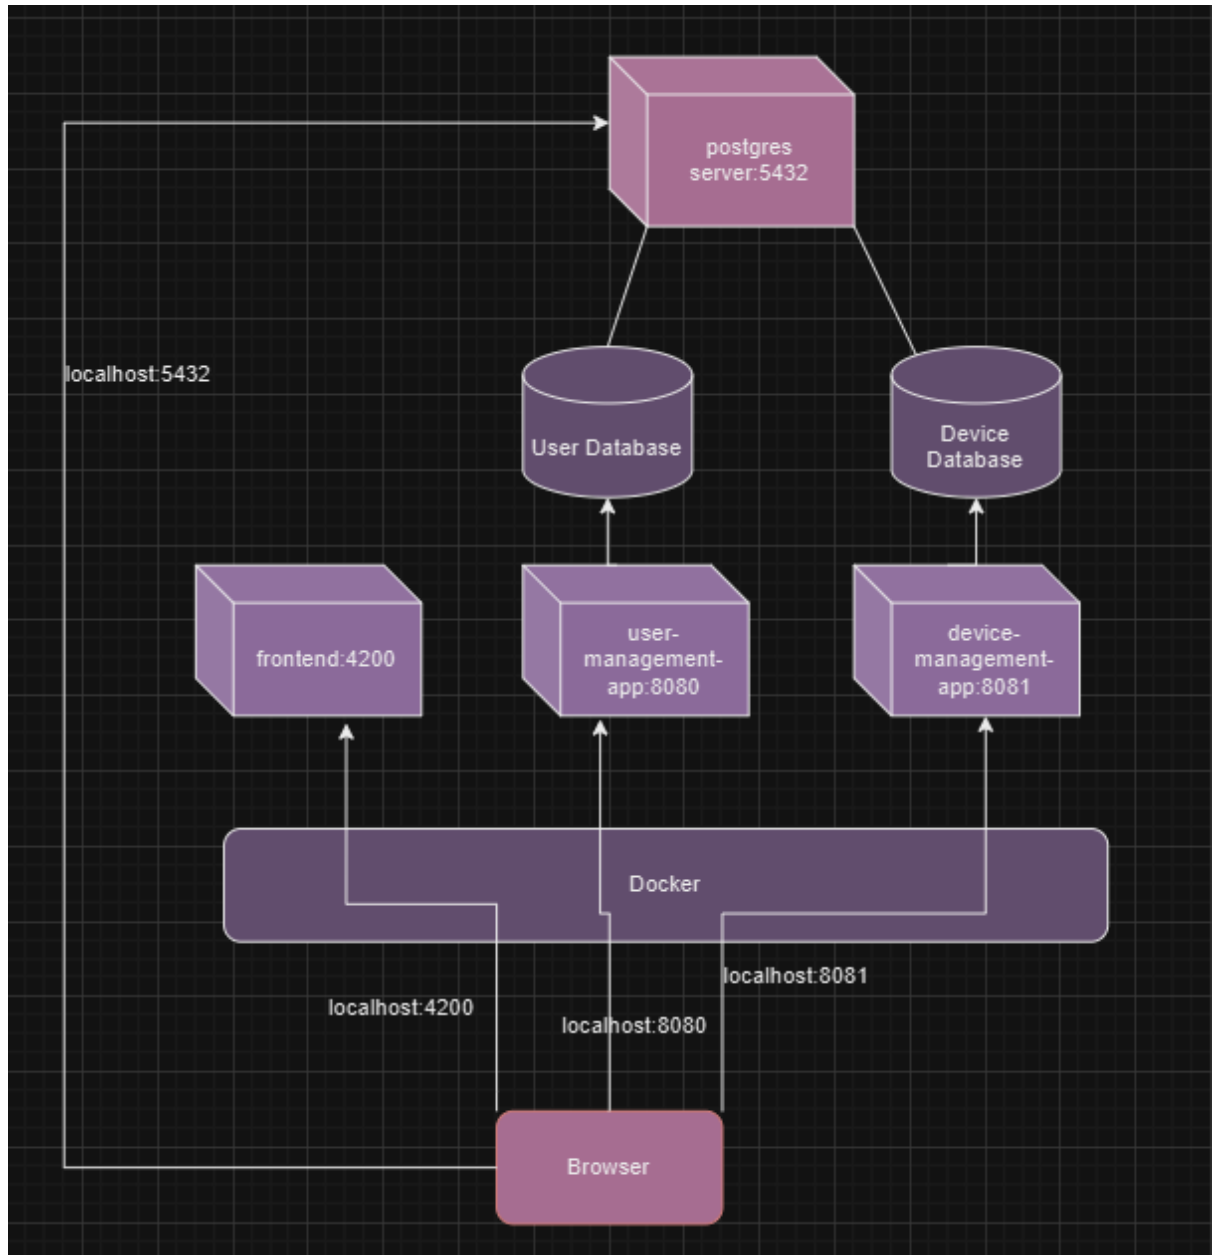 postgres
server:5432
localhost:5432
User Database
Device
Database
frontend:4200
user-
management-
app:8080
device-
management-
app:8081
Docker
localhost:8081
localhost:4200
localhost:8080
Browser